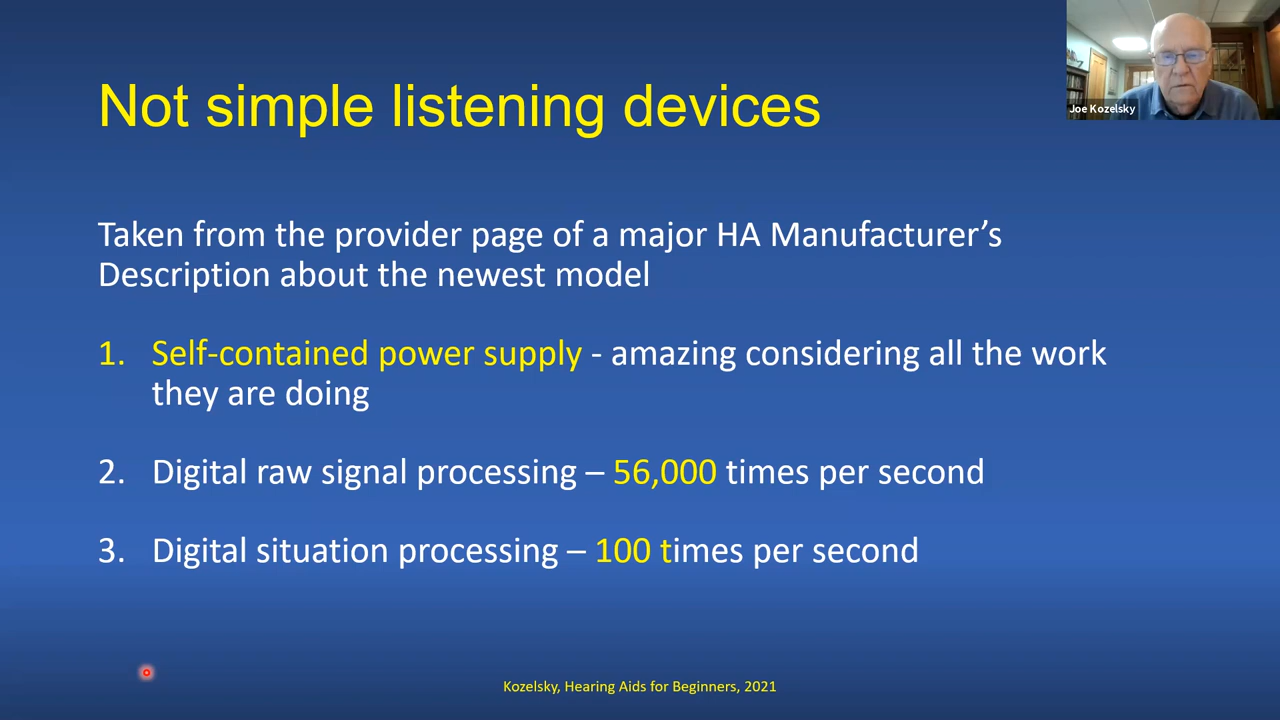 Not simple listening devices
Joe Kozelsky
Taken from the provider page of a major HA Manufacturer’s
Description about the newest model
1. Self-contained power supply - amazing considering all the work
they are doing
2. Digital raw signal processing – 56,000 times per second
3. Digital situation processing – 100 times per second
Kozelsky, Hearing Aids for Beginners, 2021